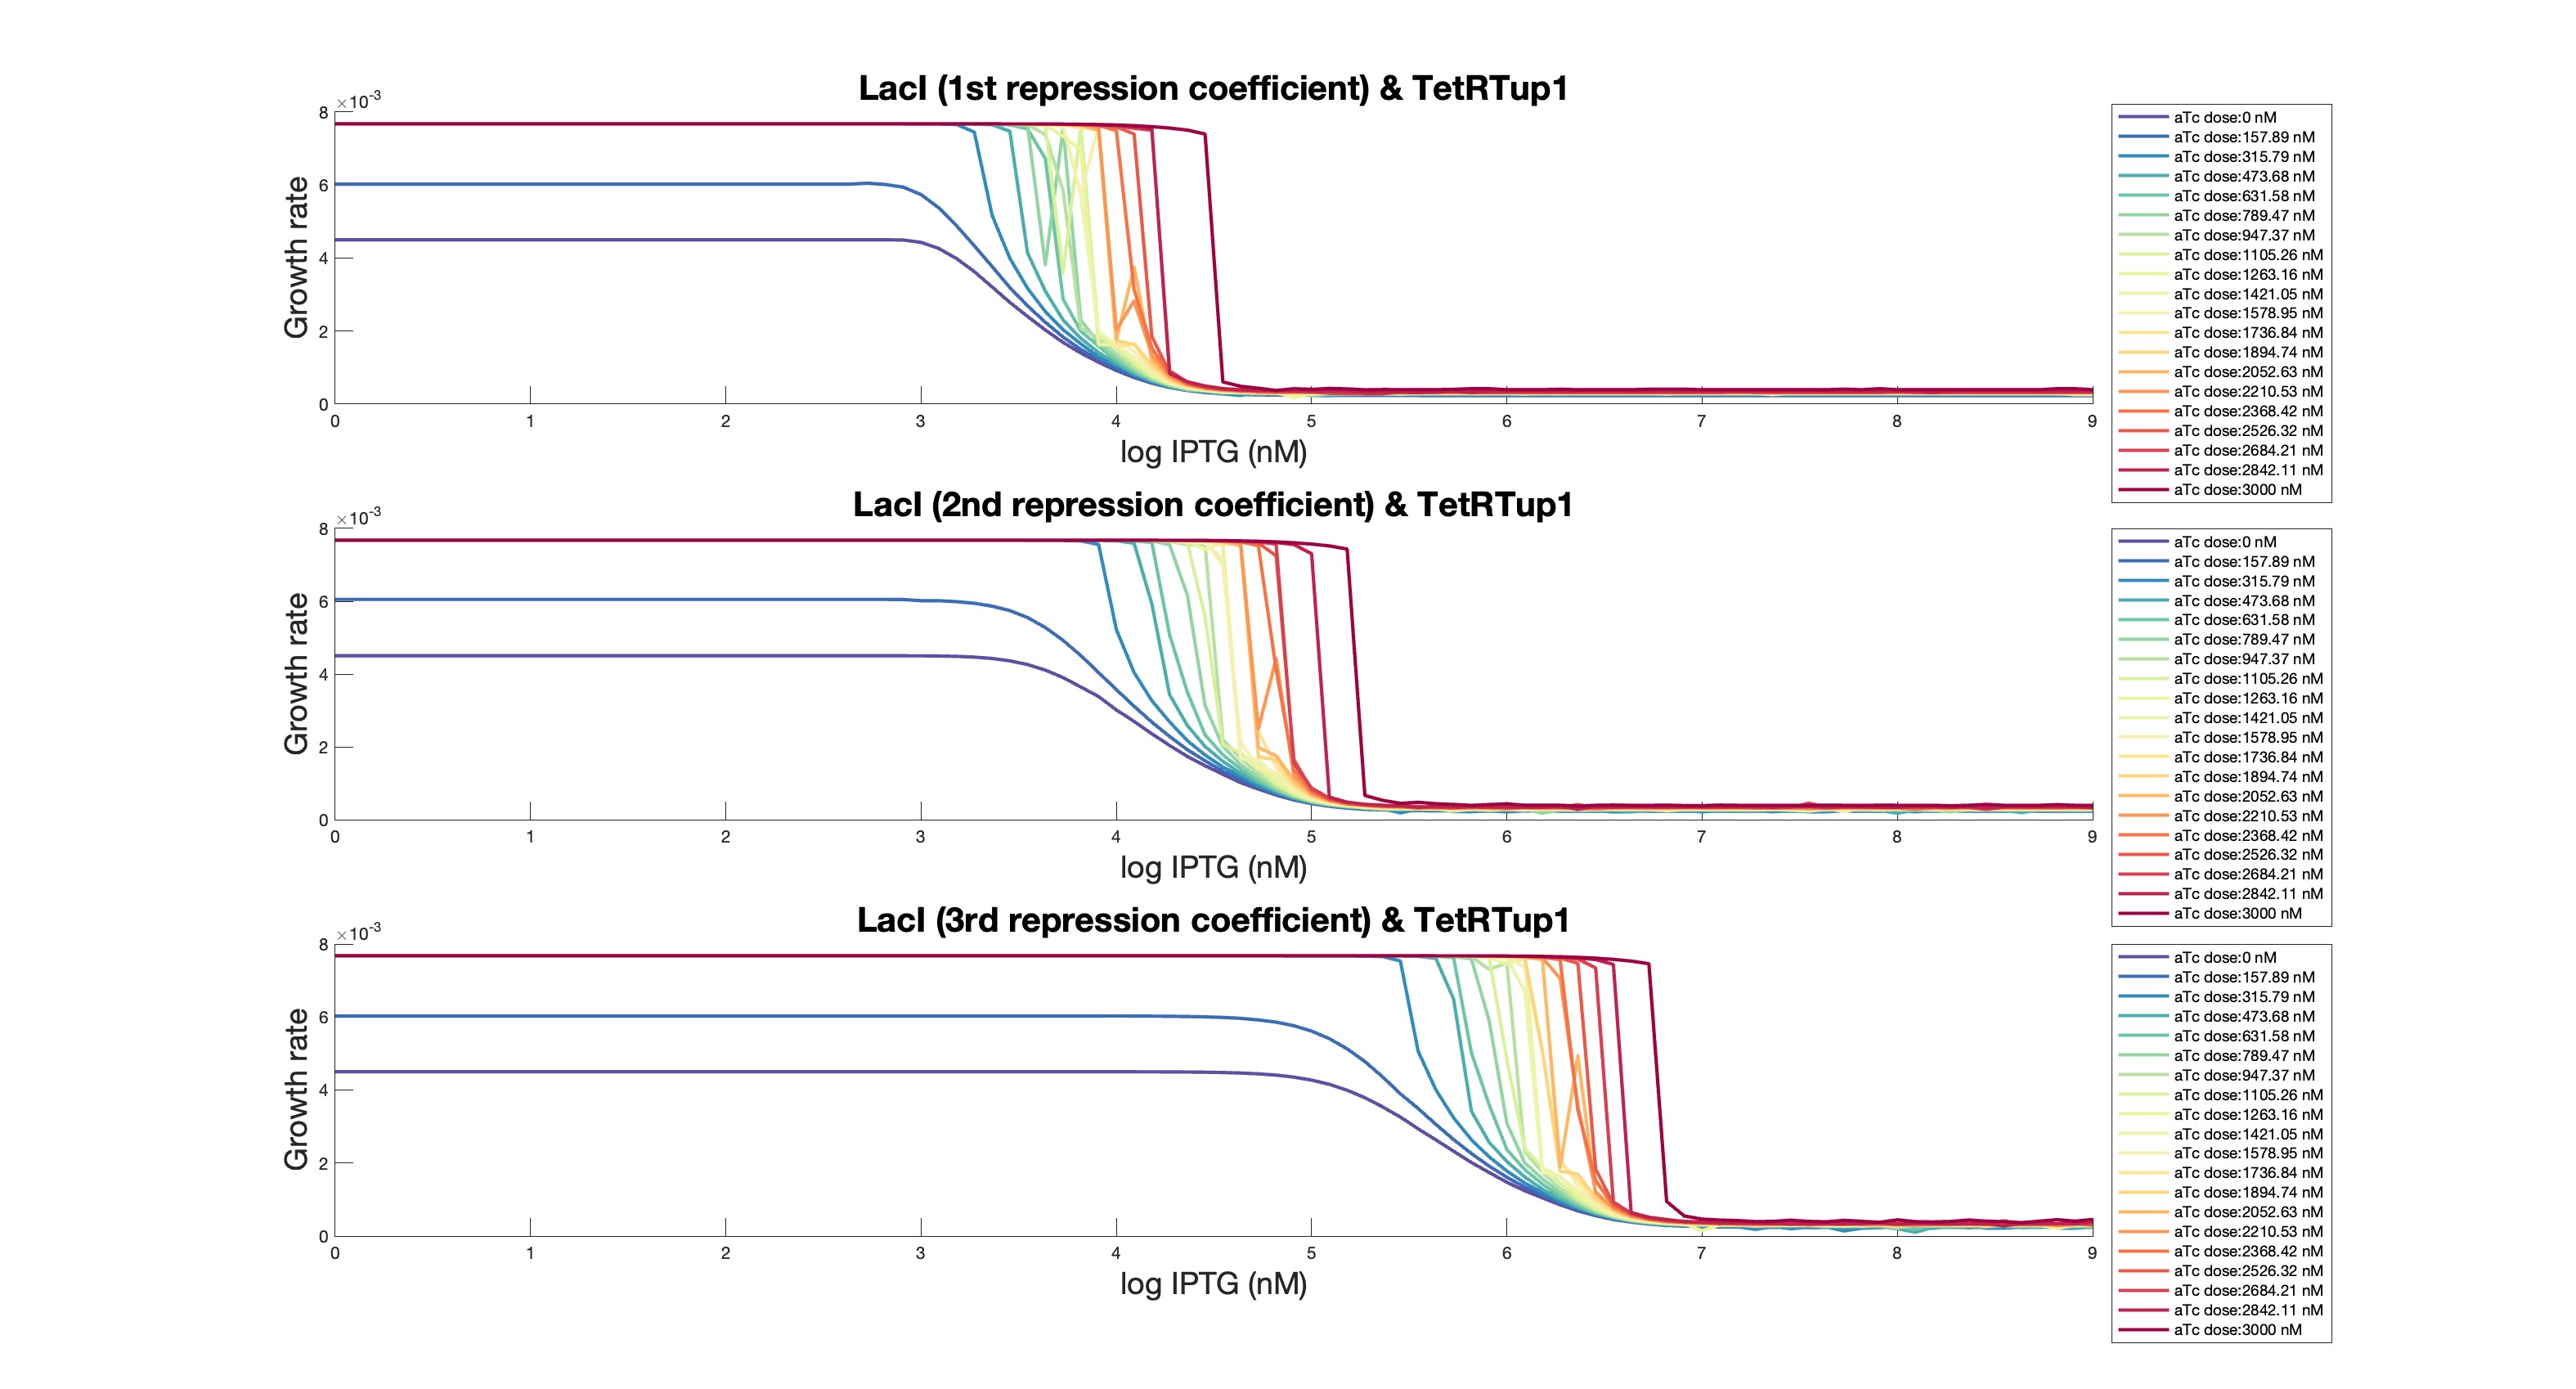 LacI (1st repression coefficient) & TetRTup1
×10-3
8
6
4
2
0
Growth rate
0 1 2 3 4 5 6 7 8 9
log IPTG (nM)
aTc dose:0 nM
aTc dose:157.89 nM
aTc dose:315.79 nM
aTc dose:473.68 nM
aTc dose:631.58 nM
aTc dose:789.47 nM
aTc dose:947.37 nM
aTc dose:1105.26 nM
aTc dose:1263.16 nM
aTc dose:1421.05 nM
aTc dose:1578.95 nM
aTc dose:1736.84 nM
aTc dose:1894.74 nM
aTc dose:2052.63 nM
aTc dose:2210.53 nM
aTc dose:2368.42 nM
aTc dose:2526.32 nM
aTc dose:2684.21 nM
aTc dose:2842.11 nM
aTc dose:3000 nM
LacI (2nd repression coefficient) & TetRTup1
×10-3
8
6
4
2
0
Growth rate
0 1 2 3 4 5 6 7 8 9
log IPTG (nM)
aTc dose:0 nM
aTc dose:157.89 nM
aTc dose:315.79 nM
aTc dose:473.68 nM
aTc dose:631.58 nM
aTc dose:789.47 nM
aTc dose:947.37 nM
aTc dose:1105.26 nM
aTc dose:1263.16 nM
aTc dose:1421.05 nM
aTc dose:1578.95 nM
aTc dose:1736.84 nM
aTc dose:1894.74 nM
aTc dose:2052.63 nM
aTc dose:2210.53 nM
aTc dose:2368.42 nM
aTc dose:2526.32 nM
aTc dose:2684.21 nM
aTc dose:2842.11 nM
aTc dose:3000 nM
LacI (3rd repression coefficient) & TetRTup1
×10-3
8
6
4
2
0
Growth rate
0 1 2 3 4 5 6 7 8 9
log IPTG (nM)
aTc dose:0 nM
aTc dose:157.89 nM
aTc dose:315.79 nM
aTc dose:473.68 nM
aTc dose:631.58 nM
aTc dose:789.47 nM
aTc dose:947.37 nM
aTc dose:1105.26 nM
aTc dose:1263.16 nM
aTc dose:1421.05 nM
aTc dose:1578.95 nM
aTc dose:1736.84 nM
aTc dose:1894.74 nM
aTc dose:2052.63 nM
aTc dose:2210.53 nM
aTc dose:2368.42 nM
aTc dose:2526.32 nM
aTc dose:2684.21 nM
aTc dose:2842.11 nM
aTc dose:3000 nM